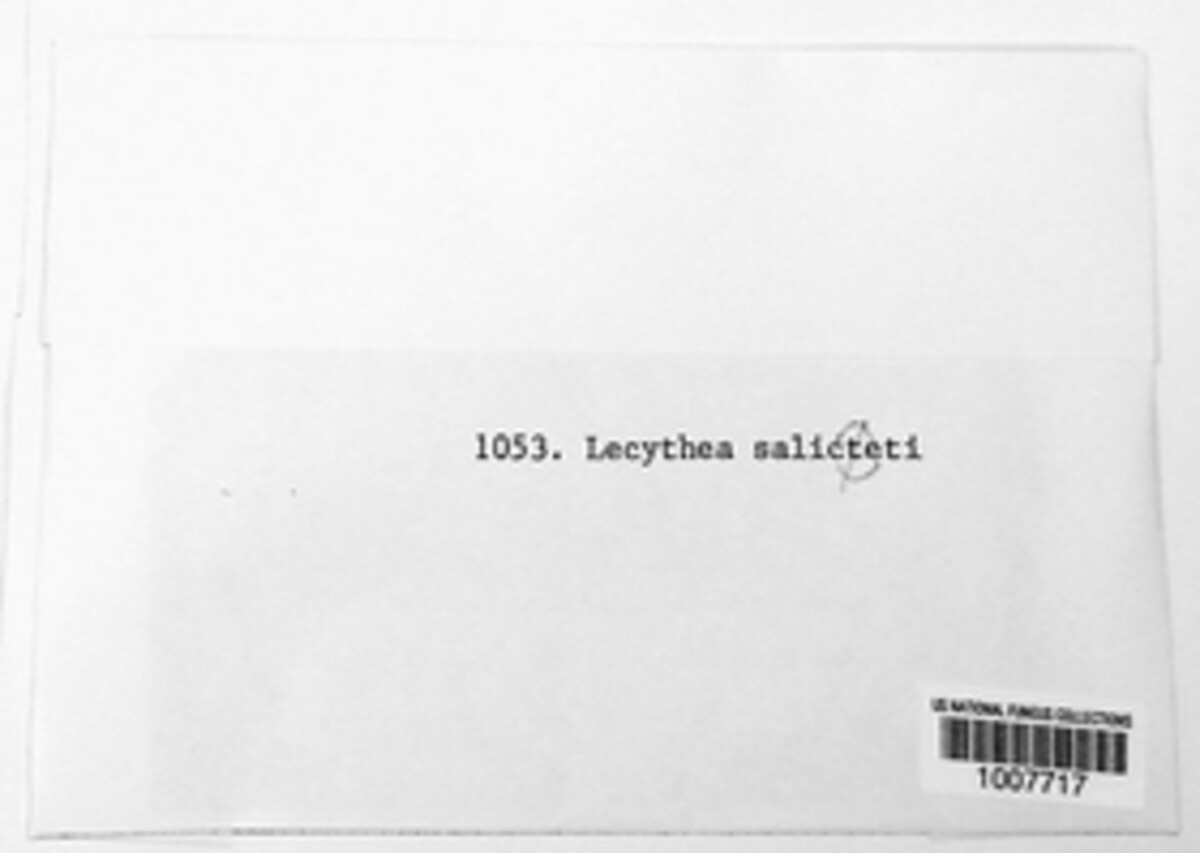 1053. Lecythea salicteti
US NATIONAL FUNGUS COLLECTIONS
1007717